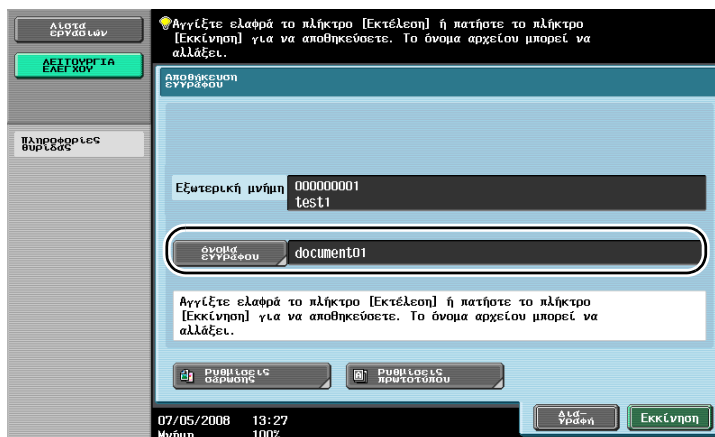 Λίστα
εργασιών
Αγγίξτε ελαφρά το πλήκτρο [Εκτέλεση] ή πατήστε το πλήκτρο
[Εκκίνηση] για να αποθηκεύσετε. Το όνομα αρχείου μπορεί να
αλλάξει.
ΛΕΙΤΟΥΡΓΙΑ
ΕΛΕΓΧΟΥ
Αποθήκευση
εγγράφου
Πληροφορίες
θυρίδας
Εξωτερική μνήμη 000000001
test1
όνομα
εγγράφου document01
Αγγίξτε ελαφρά το πλήκτρο [Εκτέλεση] ή πατήστε το πλήκτρο
[Εκκίνηση] για να αποθηκεύσετε. Το όνομα αρχείου μπορεί να
αλλάξει.
Ρυθμίσεις
σάρωσης
Ρυθμίσεις
πρωτοτύπου
Δια-
γραφή
Εκκίνηση
07/05/2008 13:27
Μνήμη 100%